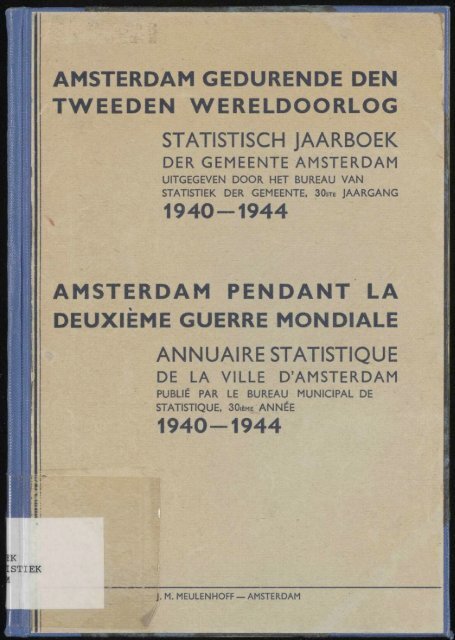 AMSTERDAM GEDURENDE DEN
TWEEDEN WERELDOORLOG
STATISTISCH JAARBOEK
DER GEMEENTE AMSTERDAM
UITGEGEVEN DOOR HET BUREAU VAN
STATISTIEK DER GEMEENTE, 30STE JAARGANG
1940—1944
AMSTERDAM PENDANT LA
DEUXIÈME GUERRE MONDIALE
ANNUAIRE STATISTIQUE
DE LA VILLE D'AMSTERDAM
PUBLIÉ PAR LE BUREAU MUNICIPAL DE
STATISTIQUE, 30IÈME ANNÉE
1940—1944
J. M. MEULENHOFF — AMSTERDAM